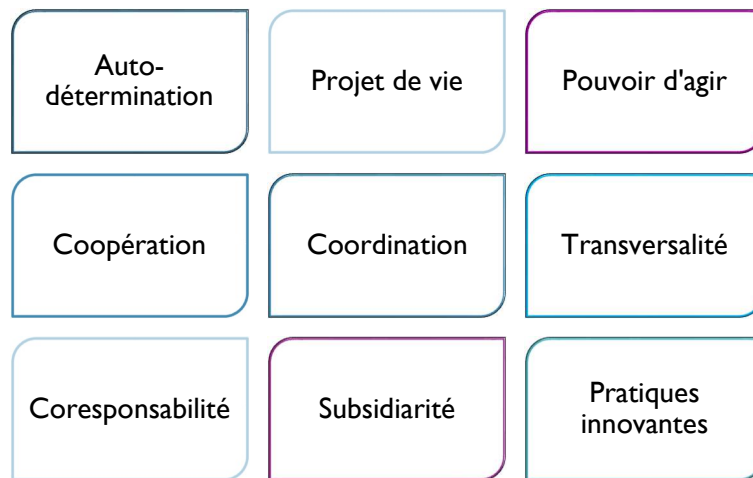 Auto-
détermination
Projet de vie
Pouvoir d'agir
Coopération
Coordination
Transversalité
Coresponsabilité
Subsidiarité
Pratiques
innovantes